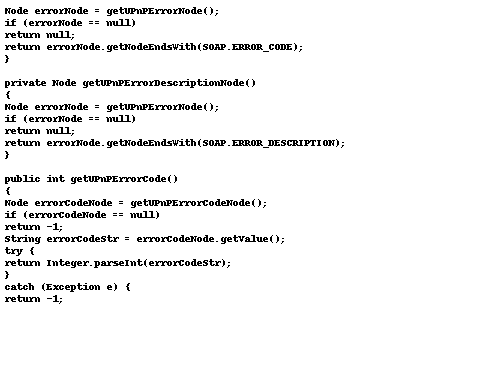 Node errorNode = getUPnPErrorNode();
if (errorNode == null)
return null;
return errorNode.getNodeEndsWith(SOAP.ERROR_CODE);
}

private Node getUPnPErrorDescriptionNode()
{
Node errorNode = getUPnPErrorNode();
if (errorNode == null)
return null;
return errorNode.getNodeEndsWith(SOAP.ERROR_DESCRIPTION);
}

public int getUPnPErrorCode()
{
Node errorCodeNode = getUPnPErrorCodeNode();
if (errorCodeNode == null)
return -1;
String errorCodeStr = errorCodeNode.getValue();
try {
return Integer.parseInt(errorCodeStr);
}
catch (Exception e) {
return -1;